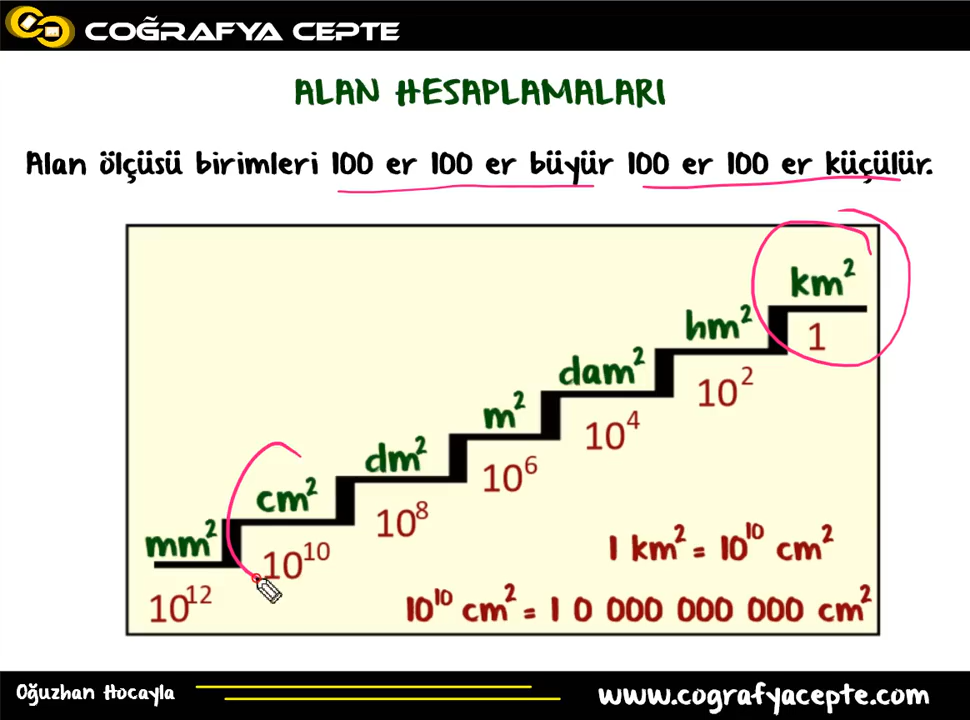 COĞRAFYA CEPTE
ALAN HESAPLAMALARI
Alan ölçüsü birimleri 100 er 100 er büyür 100 er 100 er küçülür.
km²
1
hm²
10²
dam²
10⁴
m²
10⁶
dm²
10⁸
cm²
10¹⁰
mm²
10¹²
1 km² = 10¹⁰ cm²
10¹⁰ cm² = 1 0 000 000 000 cm²
Oğuzhan Hocayla
www.cografyacepte.com